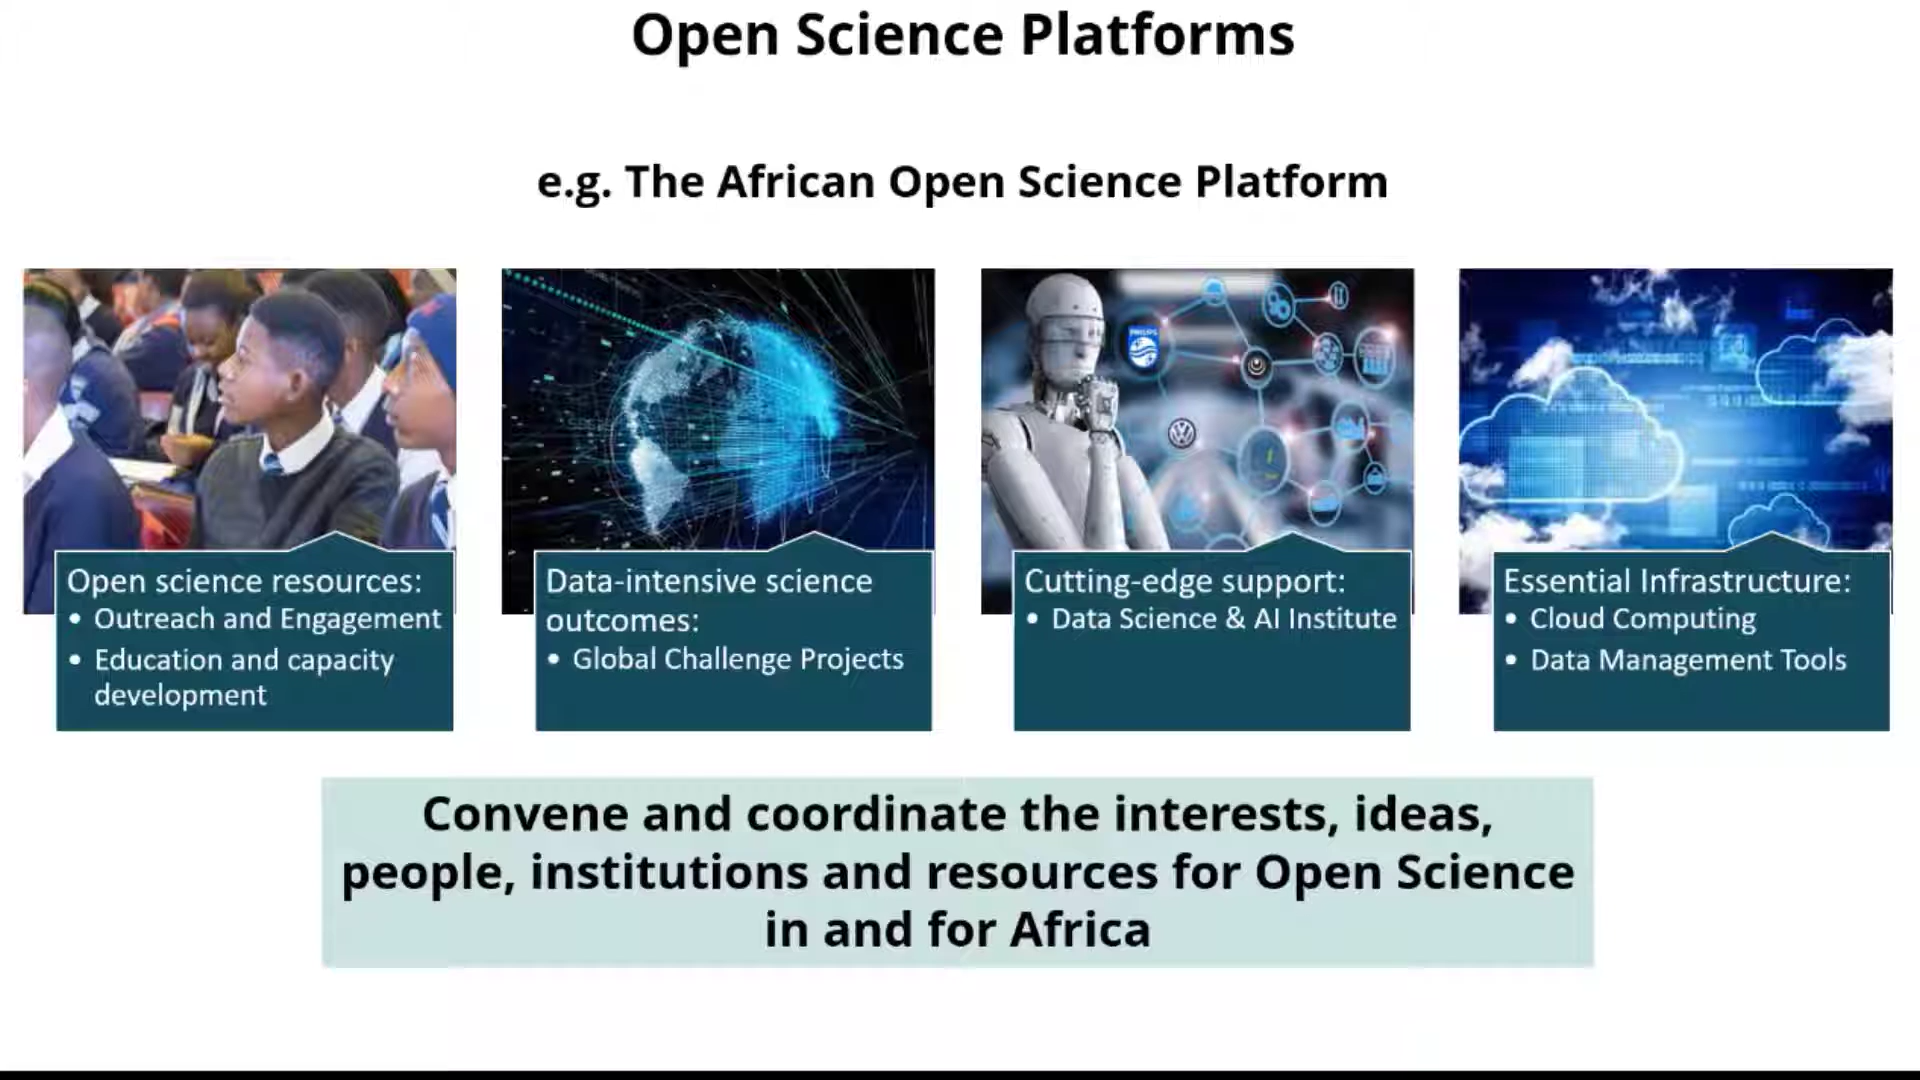 Open Science Platforms
e.g. The African Open Science Platform
PHILIPS
Open science resources:
• Outreach and Engagement
• Education and capacity
development
Data-intensive science
outcomes:
• Global Challenge Projects
Cutting-edge support:
• Data Science & AI Institute
Essential Infrastructure:
• Cloud Computing
• Data Management Tools
Convene and coordinate the interests, ideas,
people, institutions and resources for Open Science
in and for Africa